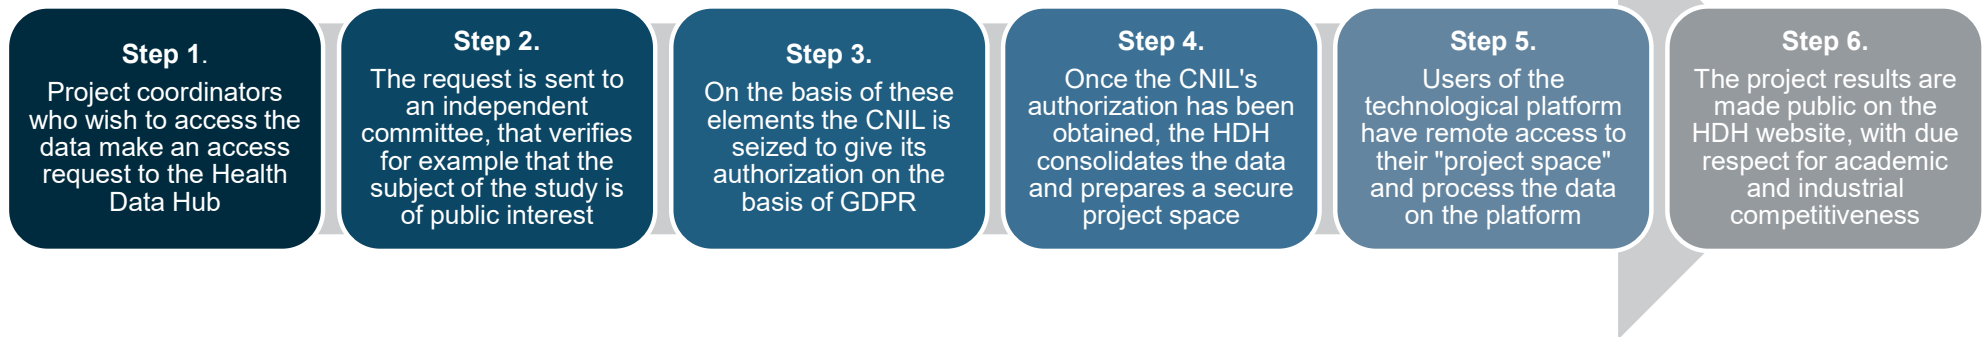 Step 1.
Project coordinators
who wish to access the
data make an access
request to the Health
Data Hub
Step 2.
The request is sent to
an independent
committee, that verifies
for example that the
subject of the study is
of public interest
Step 3.
On the basis of these
elements the CNIL is
seized to give its
authorization on the
basis of GDPR
Step 4.
Once the CNIL's
authorization has been
obtained, the HDH
consolidates the data
and prepares a secure
project space
Step 5.
Users of the
technological platform
have remote access to
their "project space"
and process the data
on the platform
Step 6.
The project results are
made public on the
HDH website, with due
respect for academic
and industrial
competitiveness